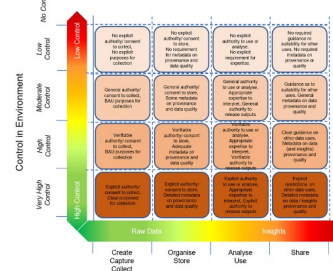 No Con
Low
Control
Moderate
Control
High
Control
Very High
Control
Control in Environment
Low Control
High Control
No explicit
authority/ consent
to collect,
No explicit
purposes for
collection
No explicit
authority/ consent
to store,
No requirement
for metadata on
provenance and
data quality
No explicit
authority to use or
analyse.
No explicit
requirement for
expertise.
No required
guidance re
suitability for other
uses. No required
metadata on
provenance or
quality
General authority/
consent to collect,
BAU purposes for
collection
General authority/
consent to store,
Some metadata
on provenance
and data quality
General authority
to use or analyse.
Appropriate
expertise to
interpret, General
authority to
release outputs
Guidance as to
suitability for other
uses. General
metadata on data
provenance and
quality
Verifiable
authority/ consent
to collect,
BAU purposes for
collection
Verifiable
authority/ consent
to store,
Adequate
metadata on
provenance and
data quality
authority to use or
analyse.
Appropriate
expertise to
interpret,
Verifiable
authority to
release outputs
Clear guidance on
other data uses.
Metadata on data
(and insights)
provenance and
quality
Explicit authority/
consent to collect,
Clear purposes
for collection
Explicit authority/
consent to store,
Detailed metadata
on provenance
and data quality
Explicit authority
to use or analyse.
Appropriate
expertise to
interpret, Explicit
authority to
release outputs
Explicit
restrictions on
other data uses.
Detailed metadata
on data / insights
provenance and
quality
Raw Data
Insights
Create
Capture
Collect
Organise
Store
Analyse
Use
Share